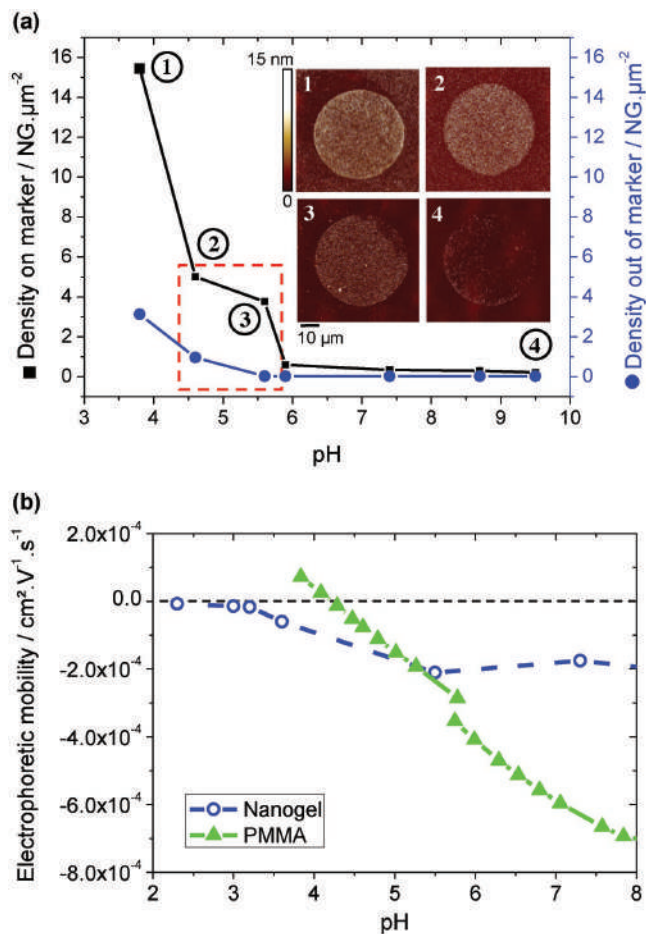 (a)
■ Density on marker / NG.µm⁻²
16
14
12
10
8
6
4
2
0
1
2
3
4
15 nm
0
1
2
3
4
10 µm
16
14
12
10
8
6
4
2
0
● Density out of marker / NG.µm⁻²
3 4 5 6 7 8 9 10
pH
(b)
Electrophoretic mobility / cm².V⁻¹.s⁻¹
2.0x10⁻⁴
0.0
-2.0x10⁻⁴
-4.0x10⁻⁴
-6.0x10⁻⁴
-8.0x10⁻⁴
Nanogel
PMMA
2 3 4 5 6 7 8
pH